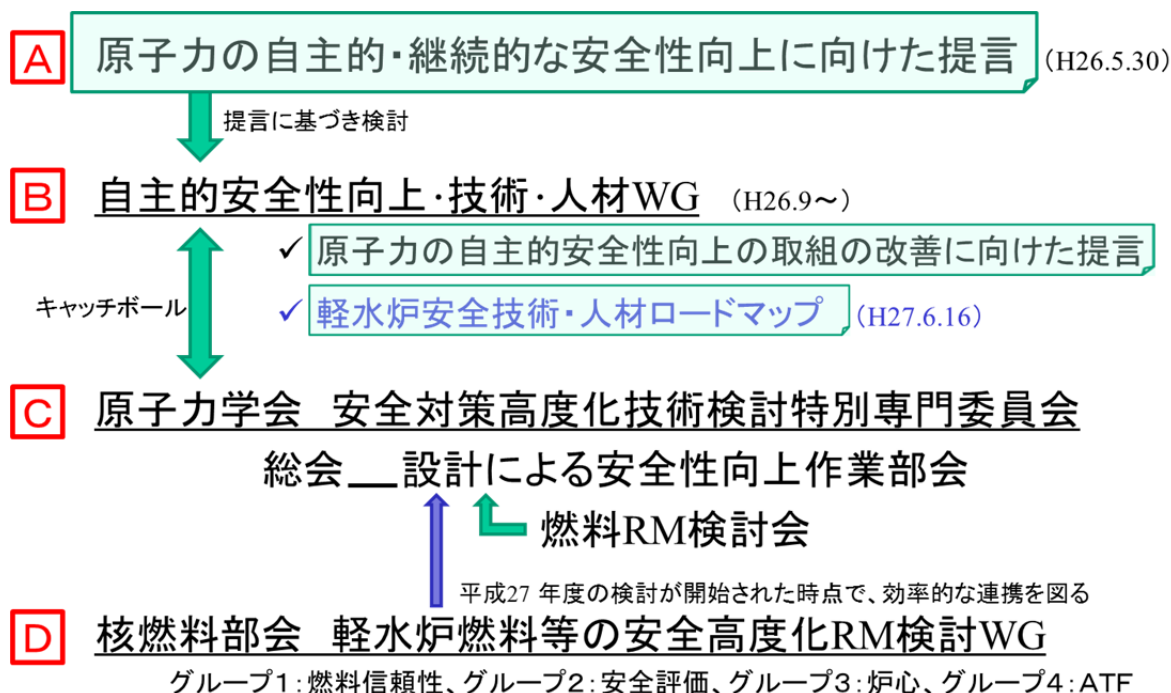 A 原子力の自主的・継続的な安全性向上に向けた提言 (H26.5.30)
提言に基づき検討
B 自主的安全性向上・技術・人材WG (H26.9～)
✓ 原子力の自主的安全性向上の取組の改善に向けた提言
キャッチボール
✓ 軽水炉安全技術・人材ロードマップ (H27.6.16)
C 原子力学会　安全対策高度化技術検討特別専門委員会
総会＿設計による安全性向上作業部会
燃料RM検討会
平成27 年度の検討が開始された時点で、効率的な連携を図る
D 核燃料部会　軽水炉燃料等の安全高度化RM検討WG
グループ1：燃料信頼性、グループ2：安全評価、グループ3：炉心、グループ4：ATF